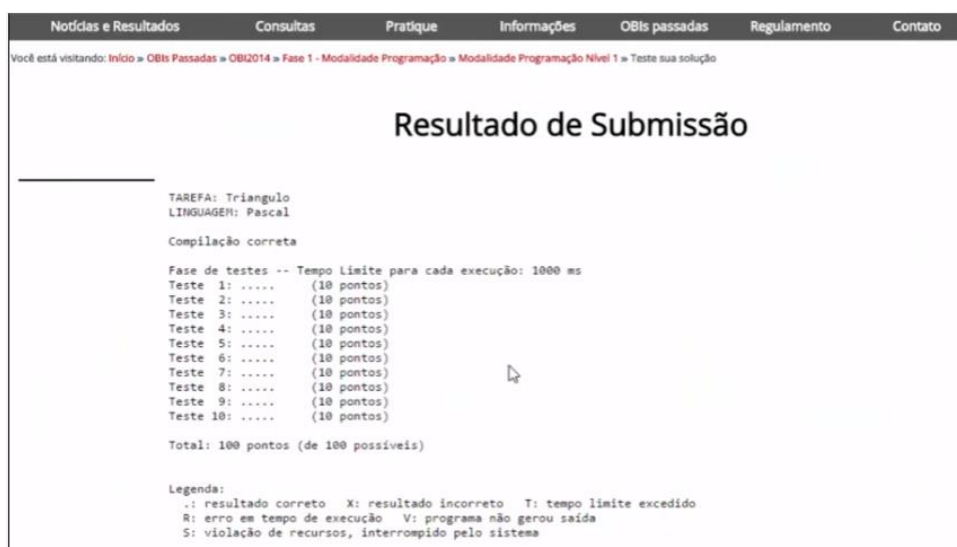 Notícias e Resultados Consultas Pratique Informações OBIs passadas Regulamento Contato
Você está visitando: Início » OBIs Passadas » OBI2014 » Fase 1 - Modalidade Programação » Modalidade Programação Nível 1 » Teste sua solução
Resultado de Submissão
TAREFA: Triangulo
LINGUAGEM: Pascal
Compilação correta
Fase de testes -- Tempo Limite para cada execução: 1000 ms
Teste 1: ..... (10 pontos)
Teste 2: ..... (10 pontos)
Teste 3: ..... (10 pontos)
Teste 4: ..... (10 pontos)
Teste 5: ..... (10 pontos)
Teste 6: ..... (10 pontos)
Teste 7: ..... (10 pontos)
Teste 8: ..... (10 pontos)
Teste 9: ..... (10 pontos)
Teste 10: ..... (10 pontos)
Total: 100 pontos (de 100 possíveis)
Legenda:
.: resultado correto X: resultado incorreto T: tempo limite excedido
R: erro em tempo de execução V: programa não gerou saída
S: violação de recursos, interrompido pelo sistema